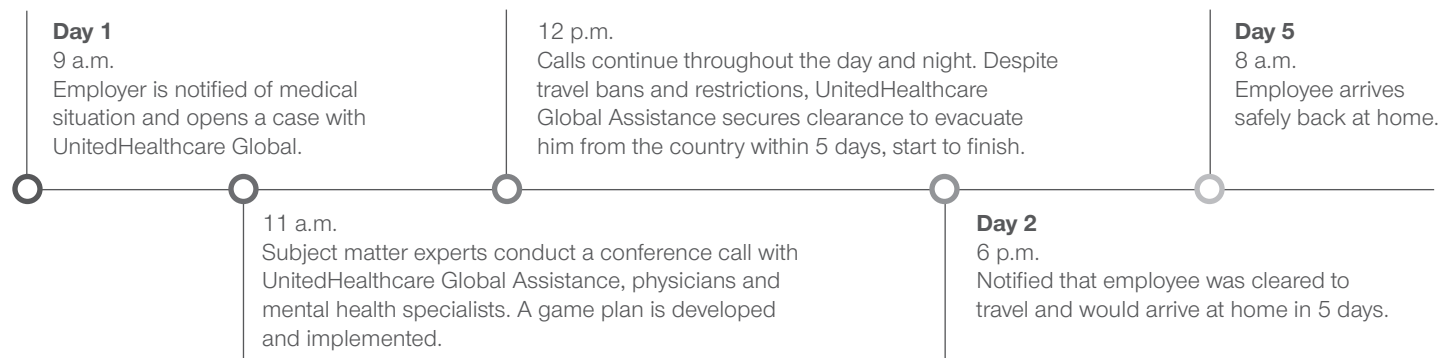 Day 1
9 a.m.
Employer is notified of medical
situation and opens a case with
UnitedHealthcare Global.
11 a.m.
Subject matter experts conduct a conference call with
UnitedHealthcare Global Assistance, physicians and
mental health specialists. A game plan is developed
and implemented.
12 p.m.
Calls continue throughout the day and night. Despite
travel bans and restrictions, UnitedHealthcare
Global Assistance secures clearance to evacuate
him from the country within 5 days, start to finish.
Day 2
6 p.m.
Notified that employee was cleared to
travel and would arrive at home in 5 days.
Day 5
8 a.m.
Employee arrives
safely back at home.